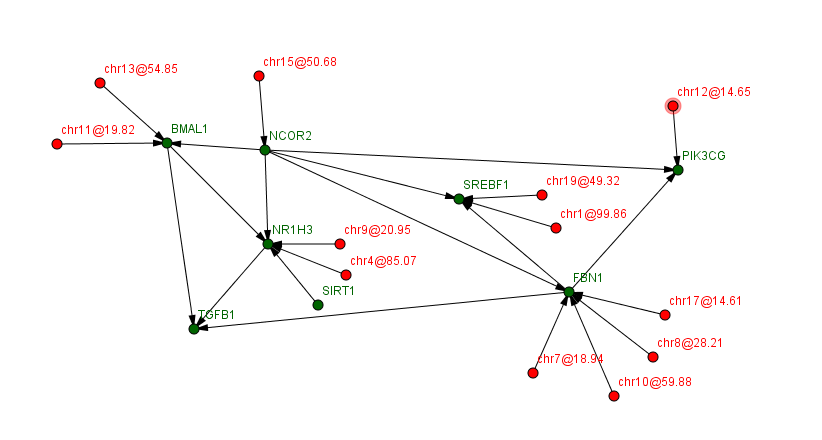 chr15@50.68
chr13@54.85
chr12@14.65
chr11@19.82
BMAL1
NCOR2
PIK3CG
SREBF1
chr19@49.32
chr1@99.86
NR1H3
chr9@20.95
chr4@85.07
FBN1
SIRT1
chr17@14.61
TGFB1
chr8@28.21
chr7@18.94
chr10@59.88